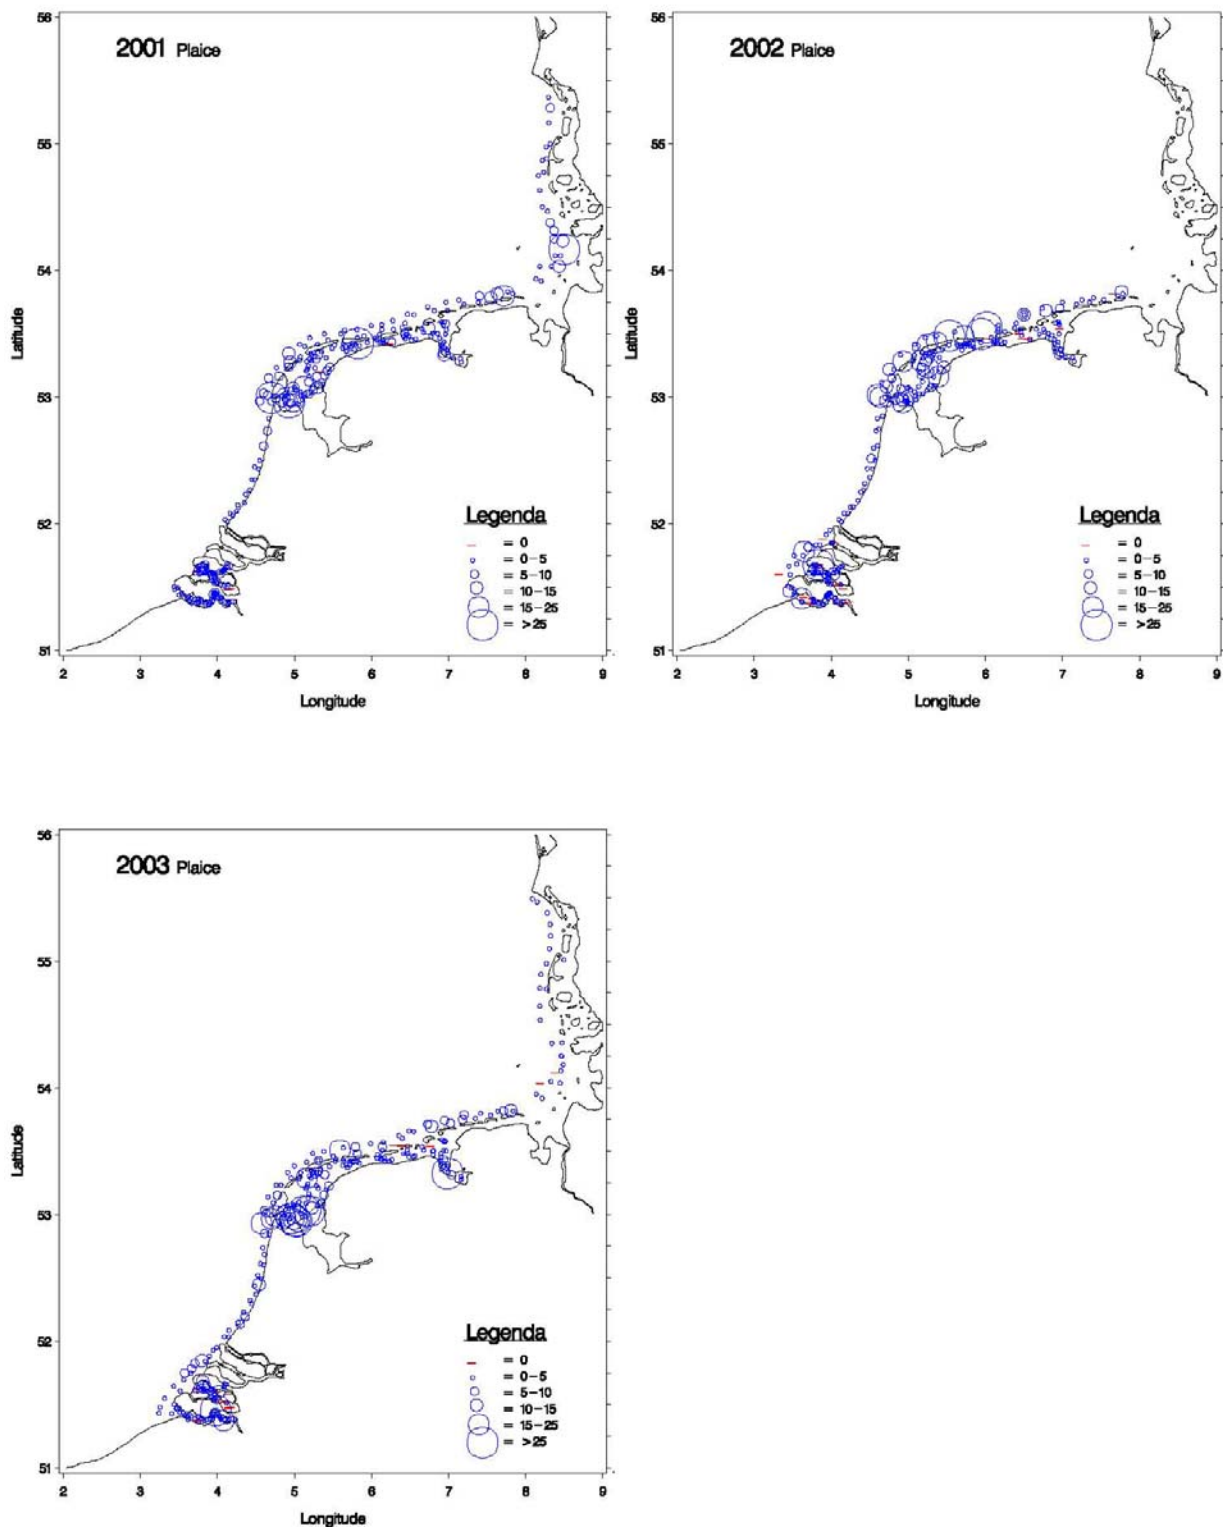 2001 Plaice
56
55
54
53
52
51
Latitude
2 3 4 5 6 7 8 9
Longitude
Legenda
= 0
= 0-5
= 5-10
= 10-15
= 15-25
= >25
2002 Plaice
56
55
54
53
52
51
Latitude
2 3 4 5 6 7 8 9
Longitude
Legenda
= 0
= 0-5
= 5-10
= 10-15
= 15-25
= >25
2003 Plaice
56
55
54
53
52
51
Latitude
2 3 4 5 6 7 8 9
Longitude
Legenda
= 0
= 0-5
= 5-10
= 10-15
= 15-25
= >25